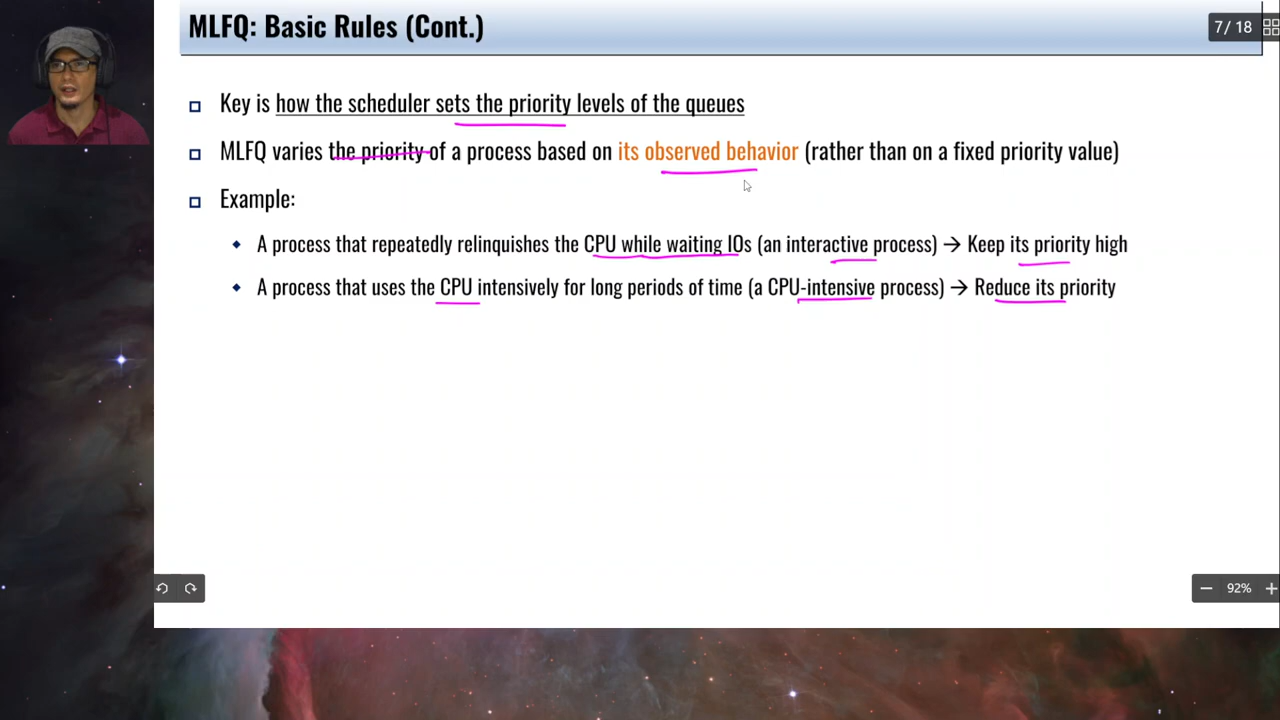 MLFQ: Basic Rules (Cont.)
7/ 18
Key is how the scheduler sets the priority levels of the queues
MLFQ varies the priority of a process based on its observed behavior (rather than on a fixed priority value)
Example:
A process that repeatedly relinquishes the CPU while waiting IOs (an interactive process) → Keep its priority high
A process that uses the CPU intensively for long periods of time (a CPU-intensive process) → Reduce its priority
92%